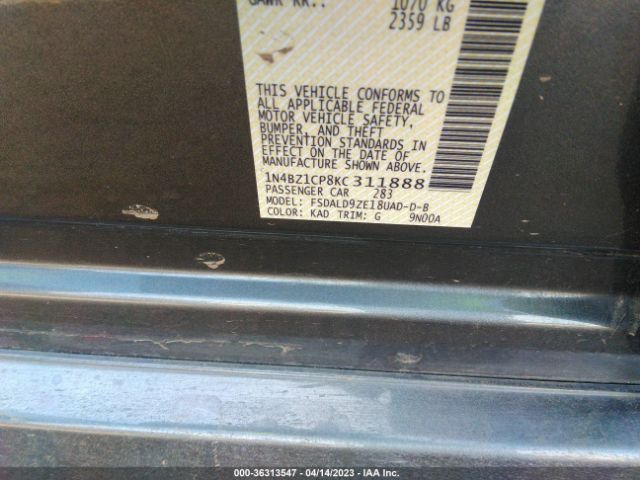 GAWR RR.: 1070 KG
2359 LB
THIS VEHICLE CONFORMS TO
ALL APPLICABLE FEDERAL
MOTOR VEHICLE SAFETY,
BUMPER, AND THEFT
PREVENTION STANDARDS IN
EFFECT ON THE DATE OF
MANUFACTURE SHOWN ABOVE.
1N4BZ1CP8KC311888
PASSENGER CAR 283
MODEL: FSDALD9ZE18UAD-D-B
COLOR: KAD TRIM: G 9N00A
000-36313547 - 04/14/2023 - IAA Inc.